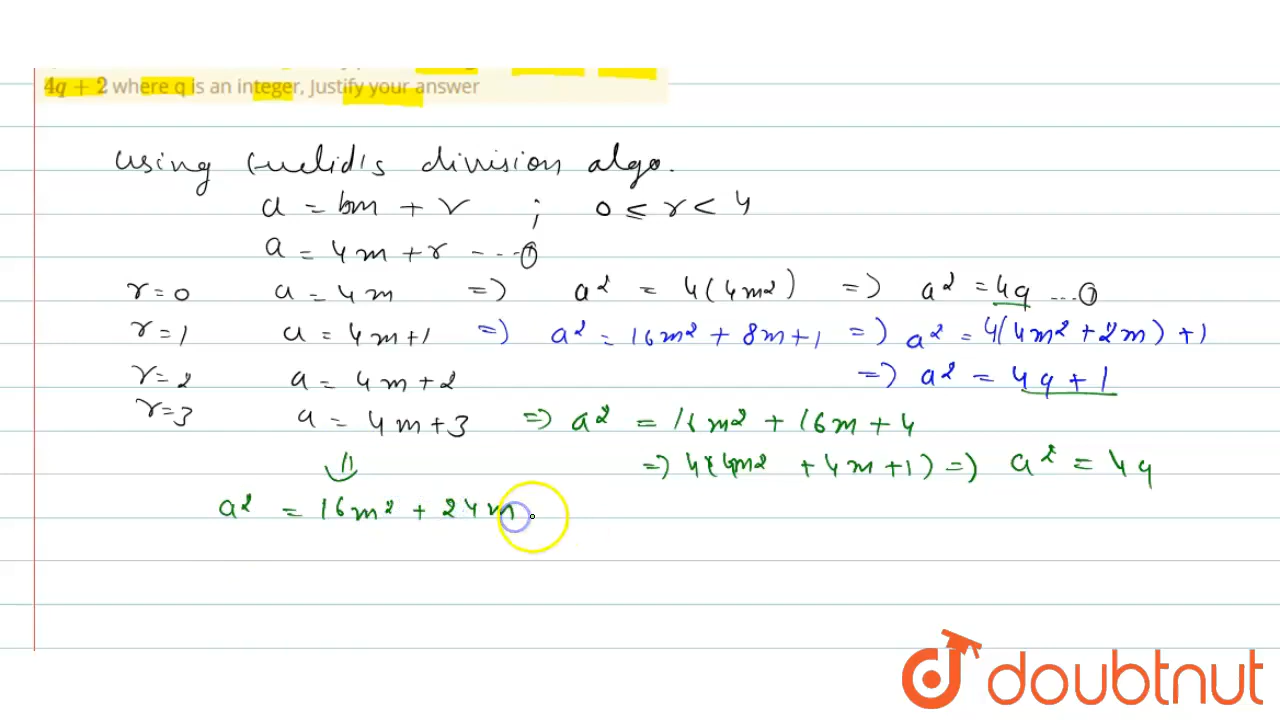 4q + 2 where q is an integer, Justify your answer
using Euclid's division algo.
a = bm + r ; 0 ≤ r < 4
a = 4m + r ---- ①
r = 0 a = 4m => a² = 4(4m²) => a² = 4q ... ①
r = 1 a = 4m + 1 => a² = 16m² + 8m + 1 => a² = 4(4m² + 2m) + 1
=> a² = 4q + 1
r = 2 a = 4m + 2
r = 3 a = 4m + 3 => a² = 16m² + 16m + 4
=> 4(4m² + 4m + 1) => a² = 4q
a² = 16m² + 24m
doubtnut